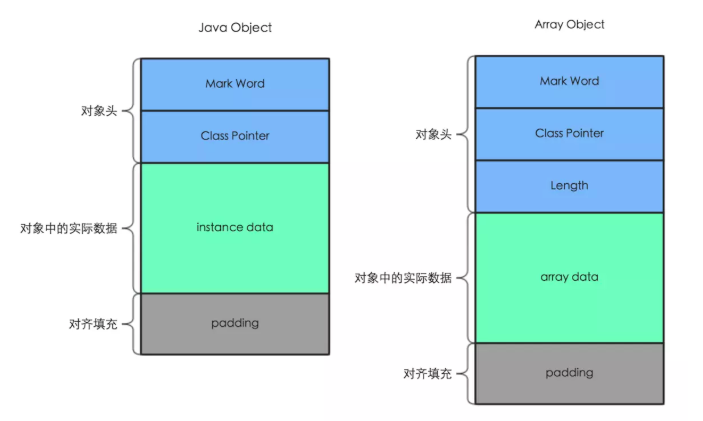 Java Object
对象头
Mark Word
Class Pointer
对象中的实际数据
instance data
对齐填充
padding
Array Object
对象头
Mark Word
Class Pointer
Length
对象中的实际数据
array data
对齐填充
padding